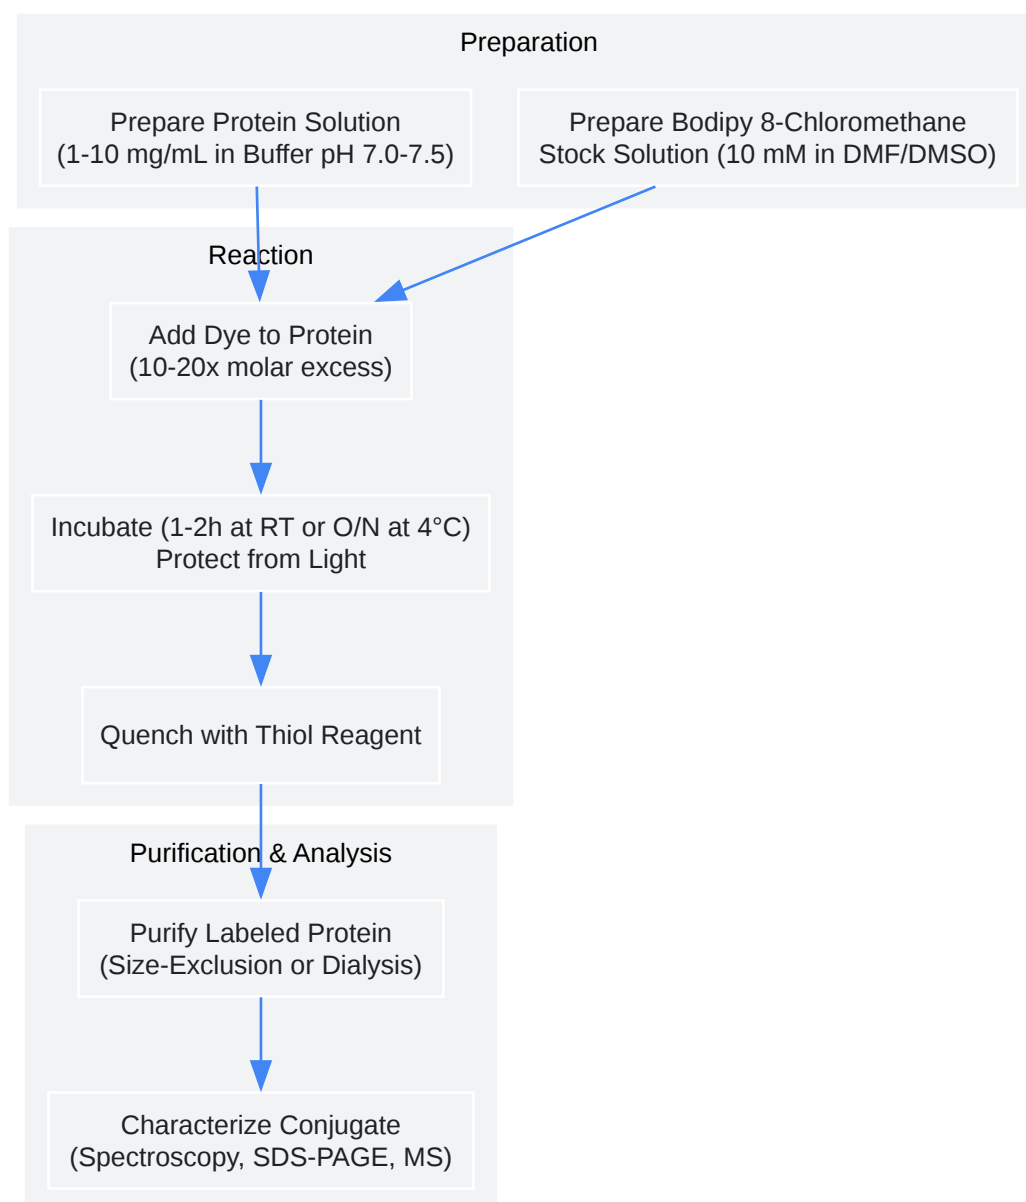 Preparation
Prepare Protein Solution
(1-10 mg/mL in Buffer pH 7.0-7.5)
Prepare Bodipy 8-Chloromethane
Stock Solution (10 mM in DMF/DMSO)
Reaction
Add Dye to Protein
(10-20x molar excess)
Incubate (1-2h at RT or O/N at 4°C)
Protect from Light
Quench with Thiol Reagent
Purification & Analysis
Purify Labeled Protein
(Size-Exclusion or Dialysis)
Characterize Conjugate
(Spectroscopy, SDS-PAGE, MS)